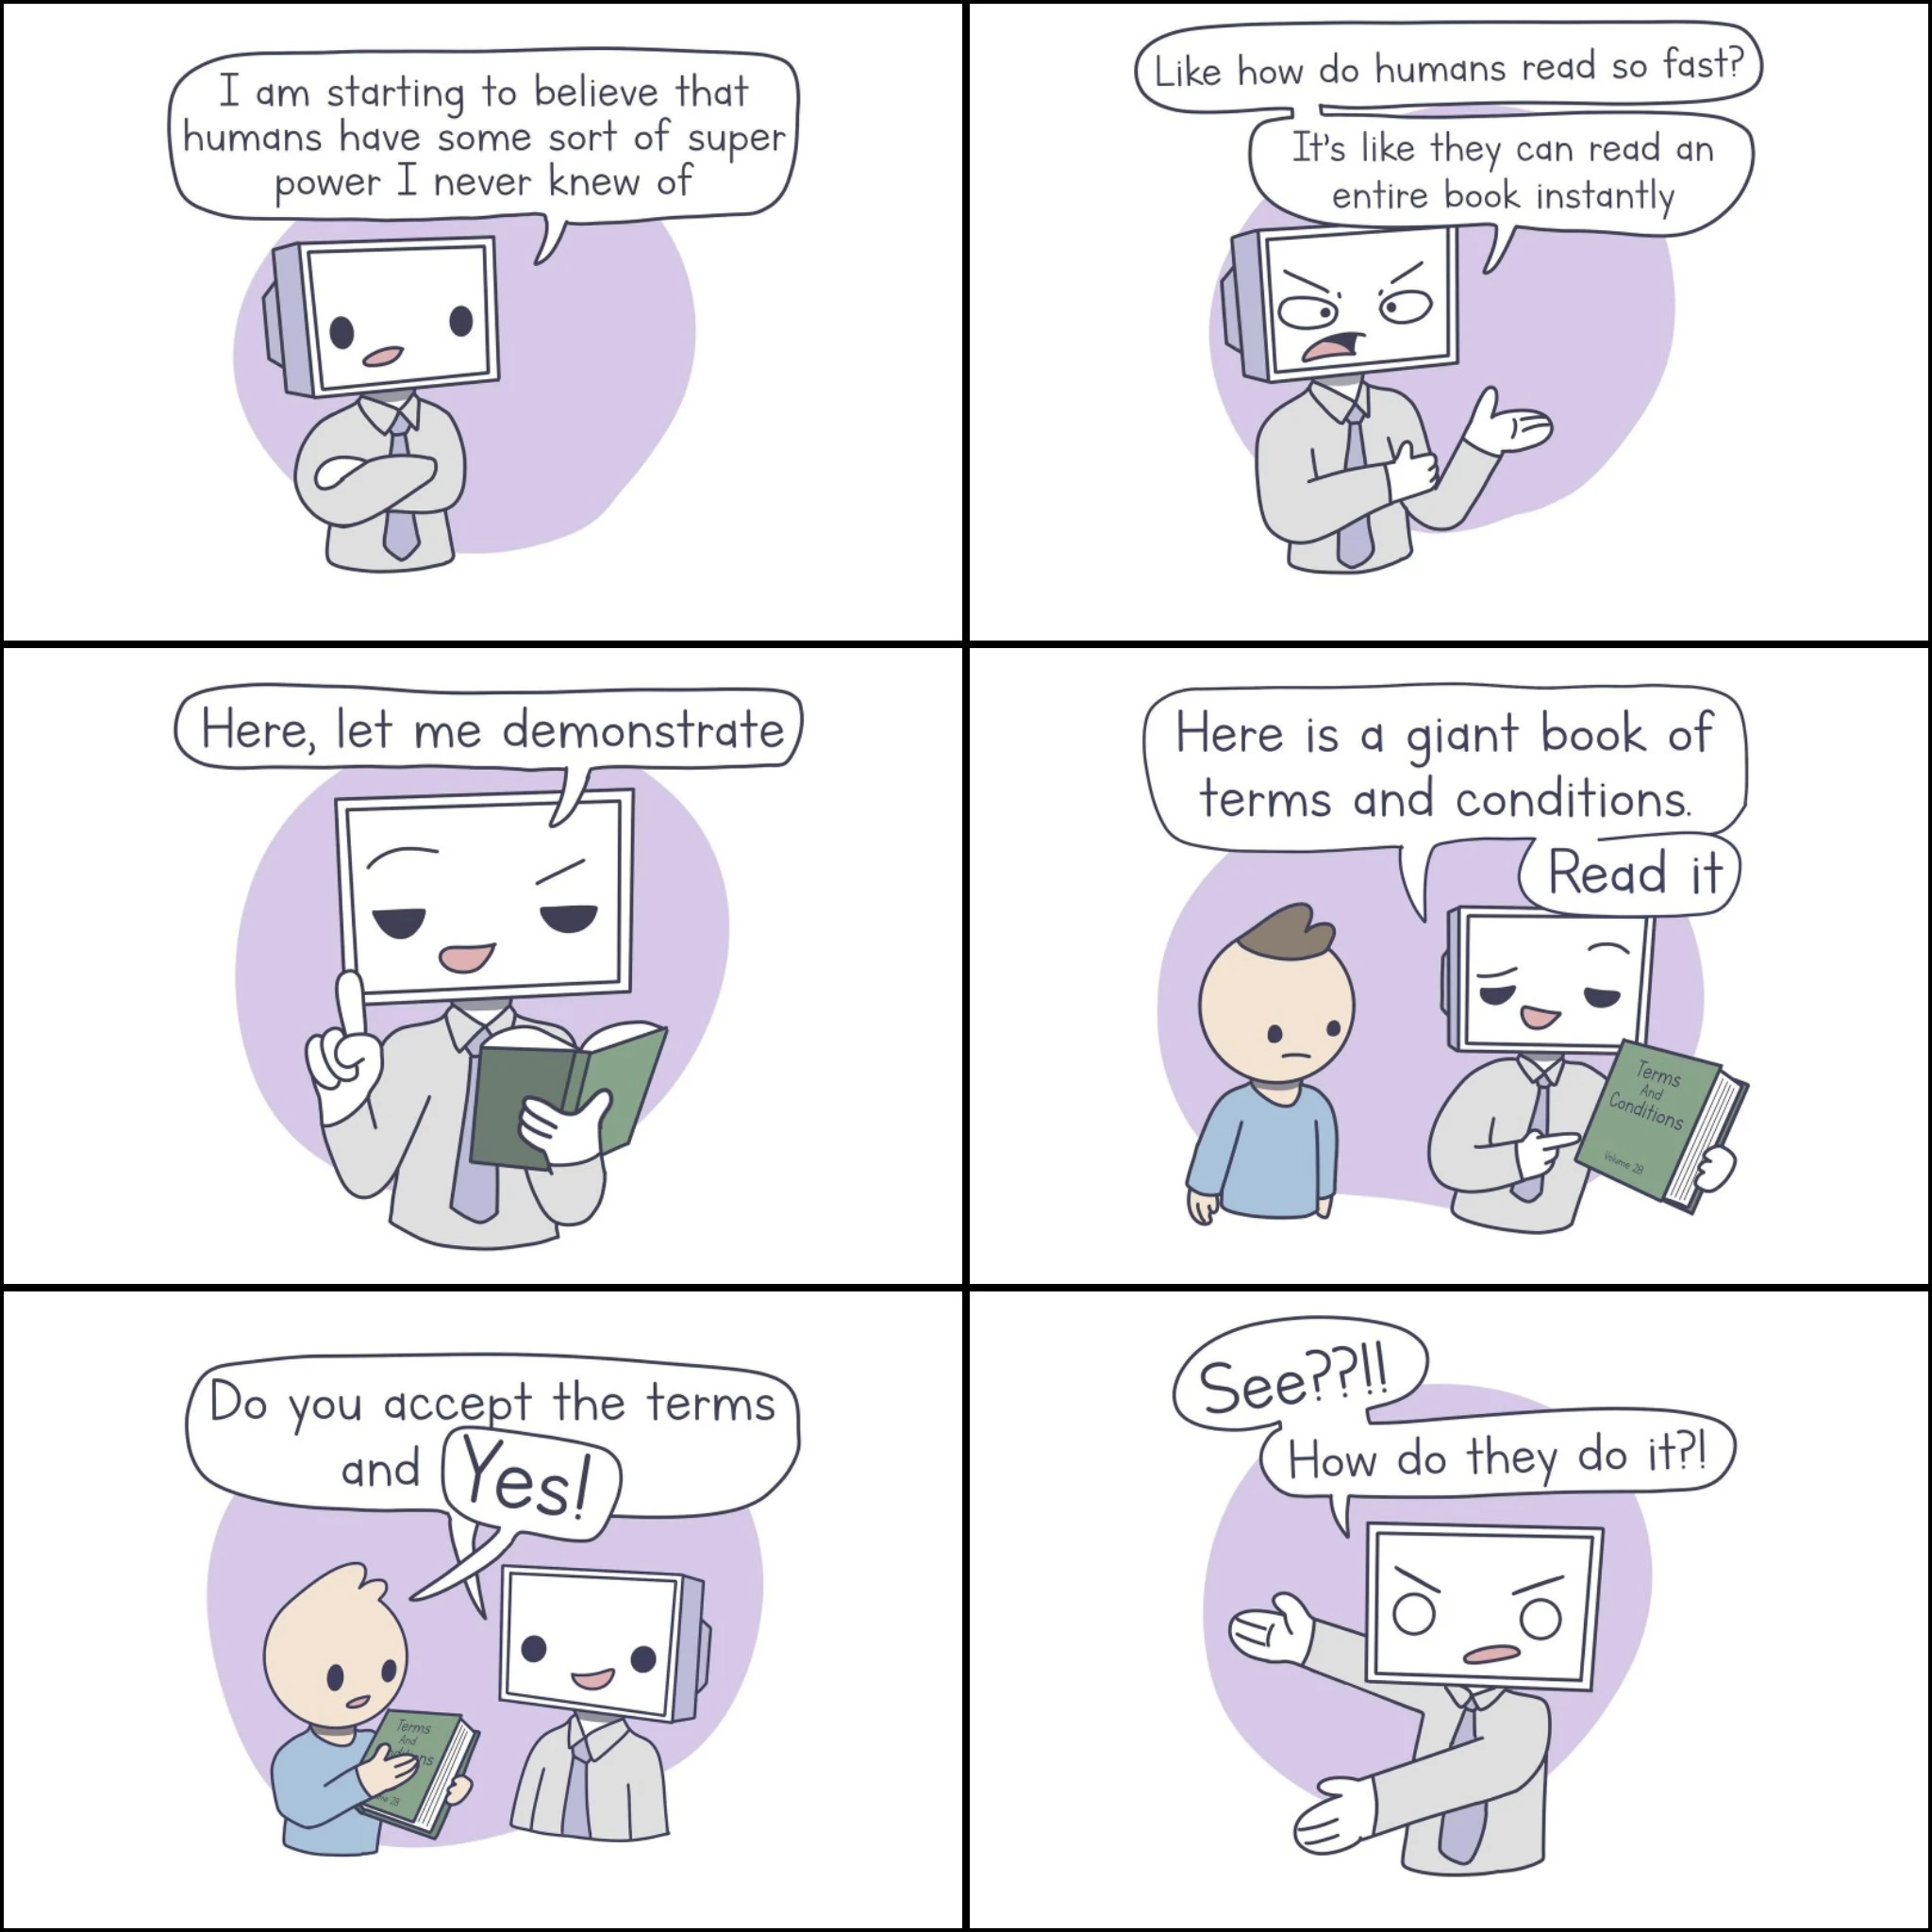 I am starting to believe that
humans have some sort of super
power I never knew of
Like how do humans read so fast?
It's like they can read an
entire book instantly
Here, let me demonstrate
Here is a giant book of
terms and conditions.
Read it
Terms
And
Conditions
Volume 28
Do you accept the terms
and
Yes!
Terms
And
See??!!
How do they do it?!